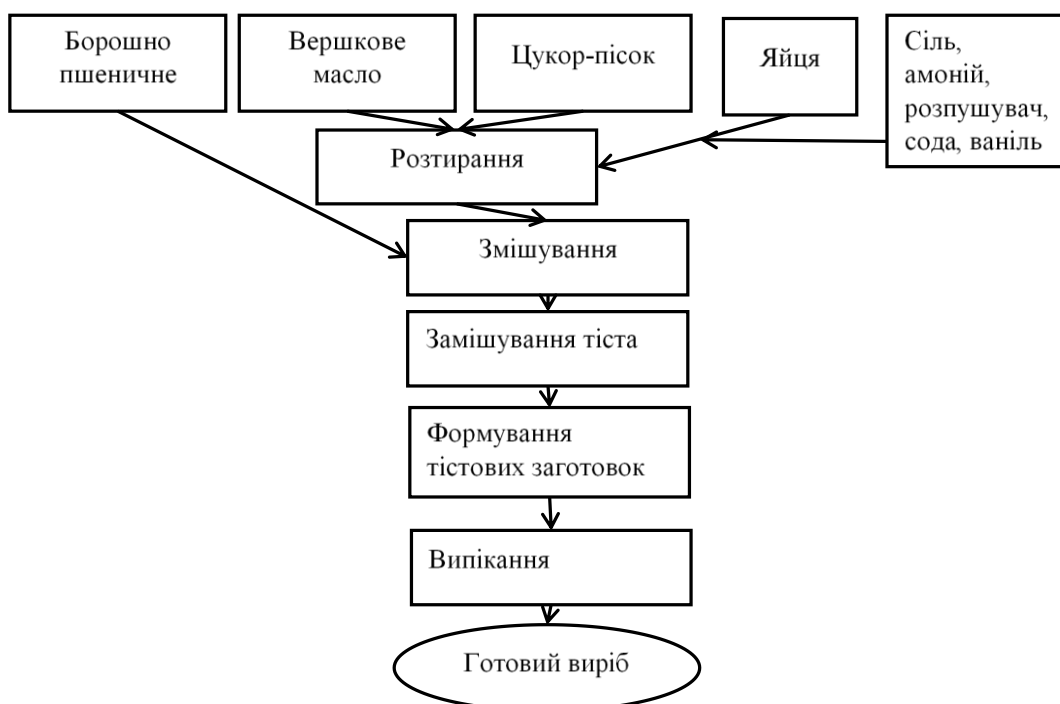 Борошно
пшеничне
Вершкове
масло
Цукор-пісок
Яйця
Сіль,
амоній,
розпушувач,
сода, ваніль
Розтирання
Змішування
Замішування тіста
Формування
тістових заготовок
Випікання
Готовий виріб